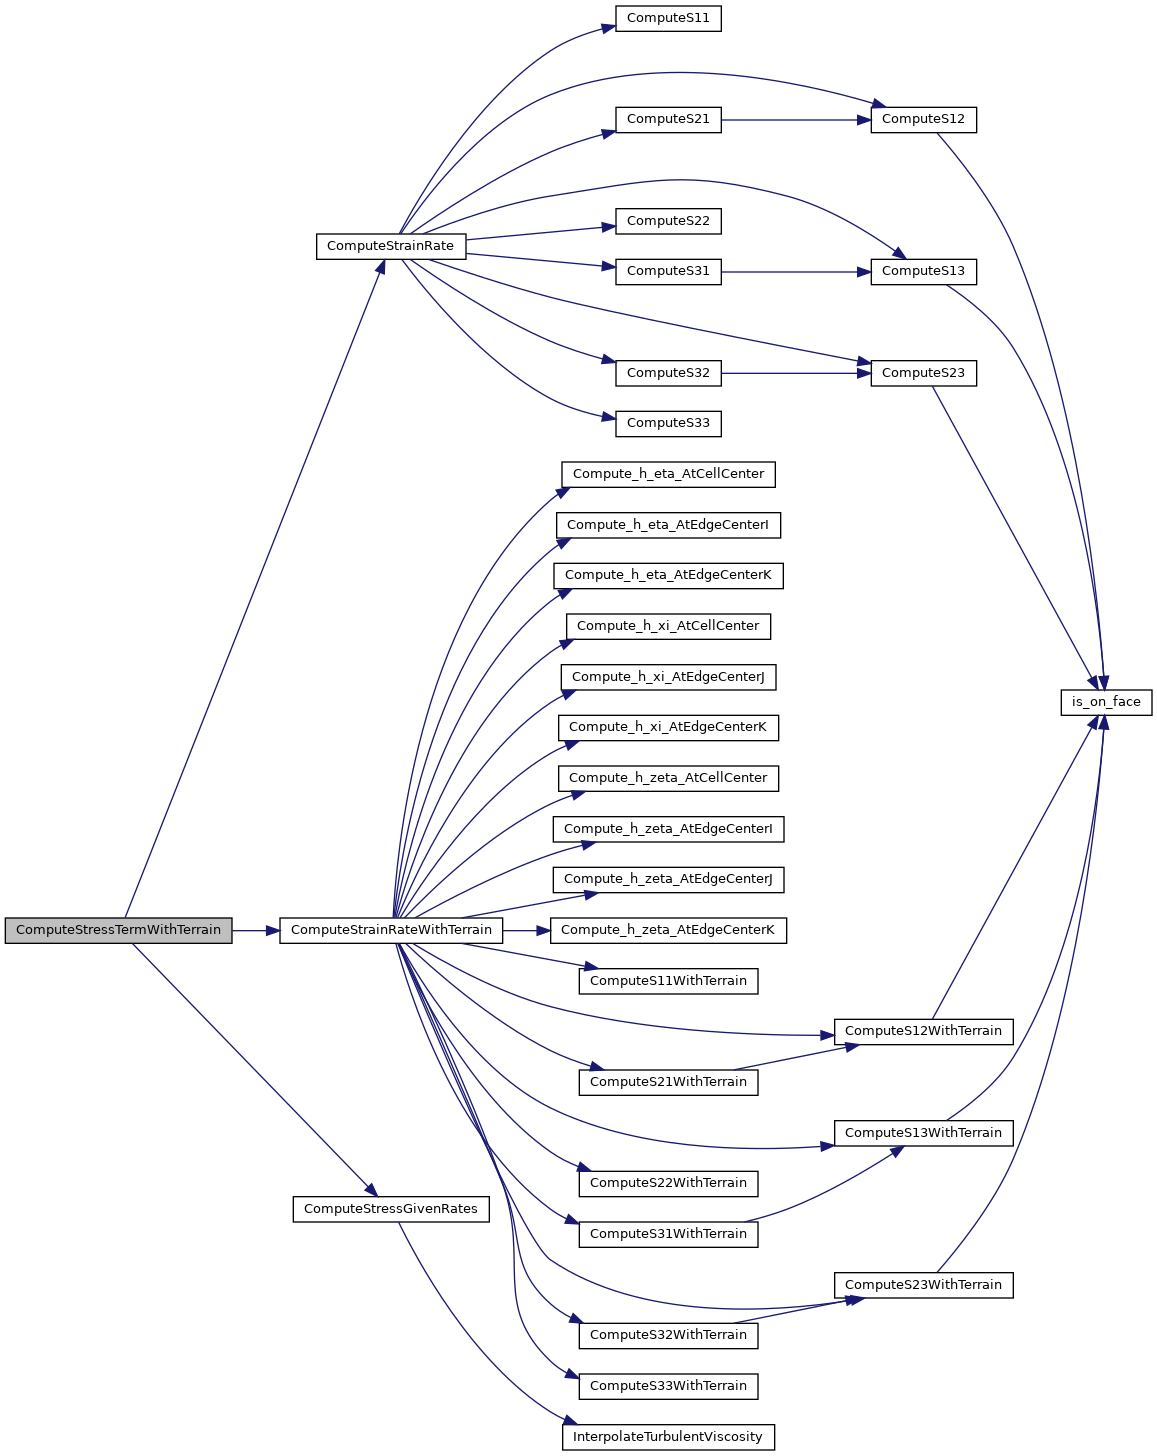 ComputeS11
ComputeS21
ComputeS12
ComputeStrainRate
ComputeS22
ComputeS31
ComputeS13
ComputeS32
ComputeS23
ComputeS33
Compute_h_eta_AtCellCenter
Compute_h_eta_AtEdgeCenterI
Compute_h_eta_AtEdgeCenterK
Compute_h_xi_AtCellCenter
Compute_h_xi_AtEdgeCenterJ
is_on_face
Compute_h_xi_AtEdgeCenterK
Compute_h_zeta_AtCellCenter
Compute_h_zeta_AtEdgeCenterI
Compute_h_zeta_AtEdgeCenterJ
ComputeStressTermWithTerrain
ComputeStrainRateWithTerrain
Compute_h_zeta_AtEdgeCenterK
ComputeS11WithTerrain
ComputeS12WithTerrain
ComputeS21WithTerrain
ComputeS13WithTerrain
ComputeS22WithTerrain
ComputeStressGivenRates
ComputeS31WithTerrain
ComputeS23WithTerrain
ComputeS32WithTerrain
ComputeS33WithTerrain
InterpolateTurbulentViscosity